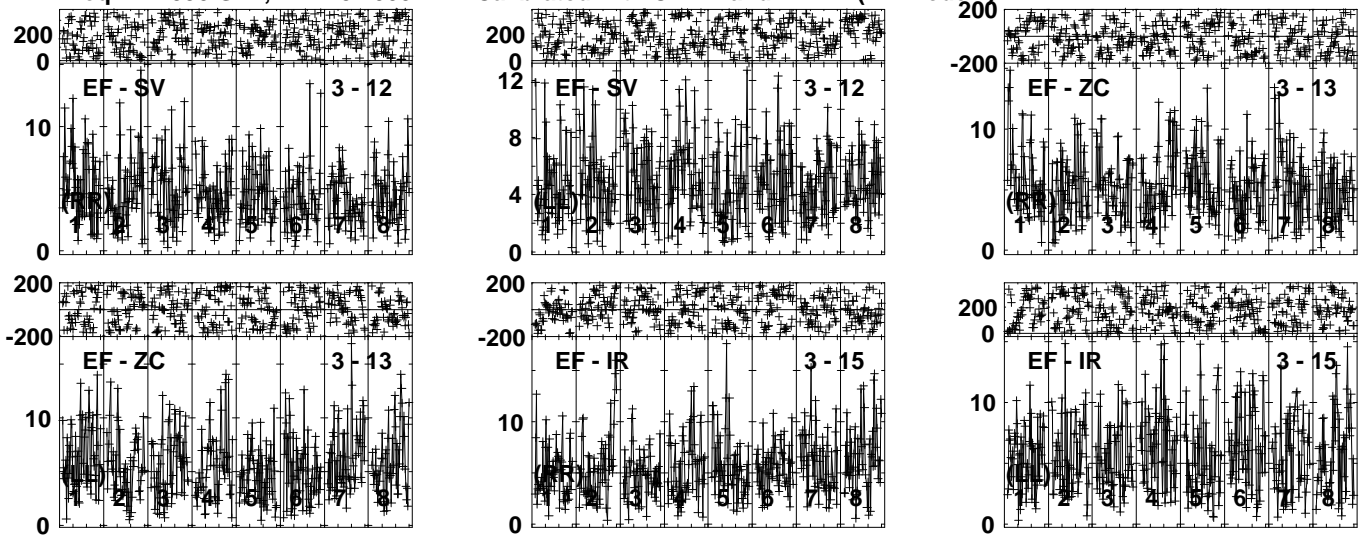 200 200 200
0 0 -200
EF - SV 3 - 12 EF - SV 3 - 12 EF - ZC 3 - 13
12
10 8 10
4
(RR) (LL) (RR)
1 2 3 4 5 6 7 8 1 2 3 4 5 6 7 8 1 2 3 4 5 6 7 8
0 0 0
200 200 200
-200 -200 0
EF - ZC 3 - 13 EF - IR 3 - 15 EF - IR 3 - 15
10 10 10
(LL) (RR) (LL)
1 2 3 4 5 6 7 8 1 2 3 4 5 6 7 8 1 2 3 4 5 6 7 8
0 0 0